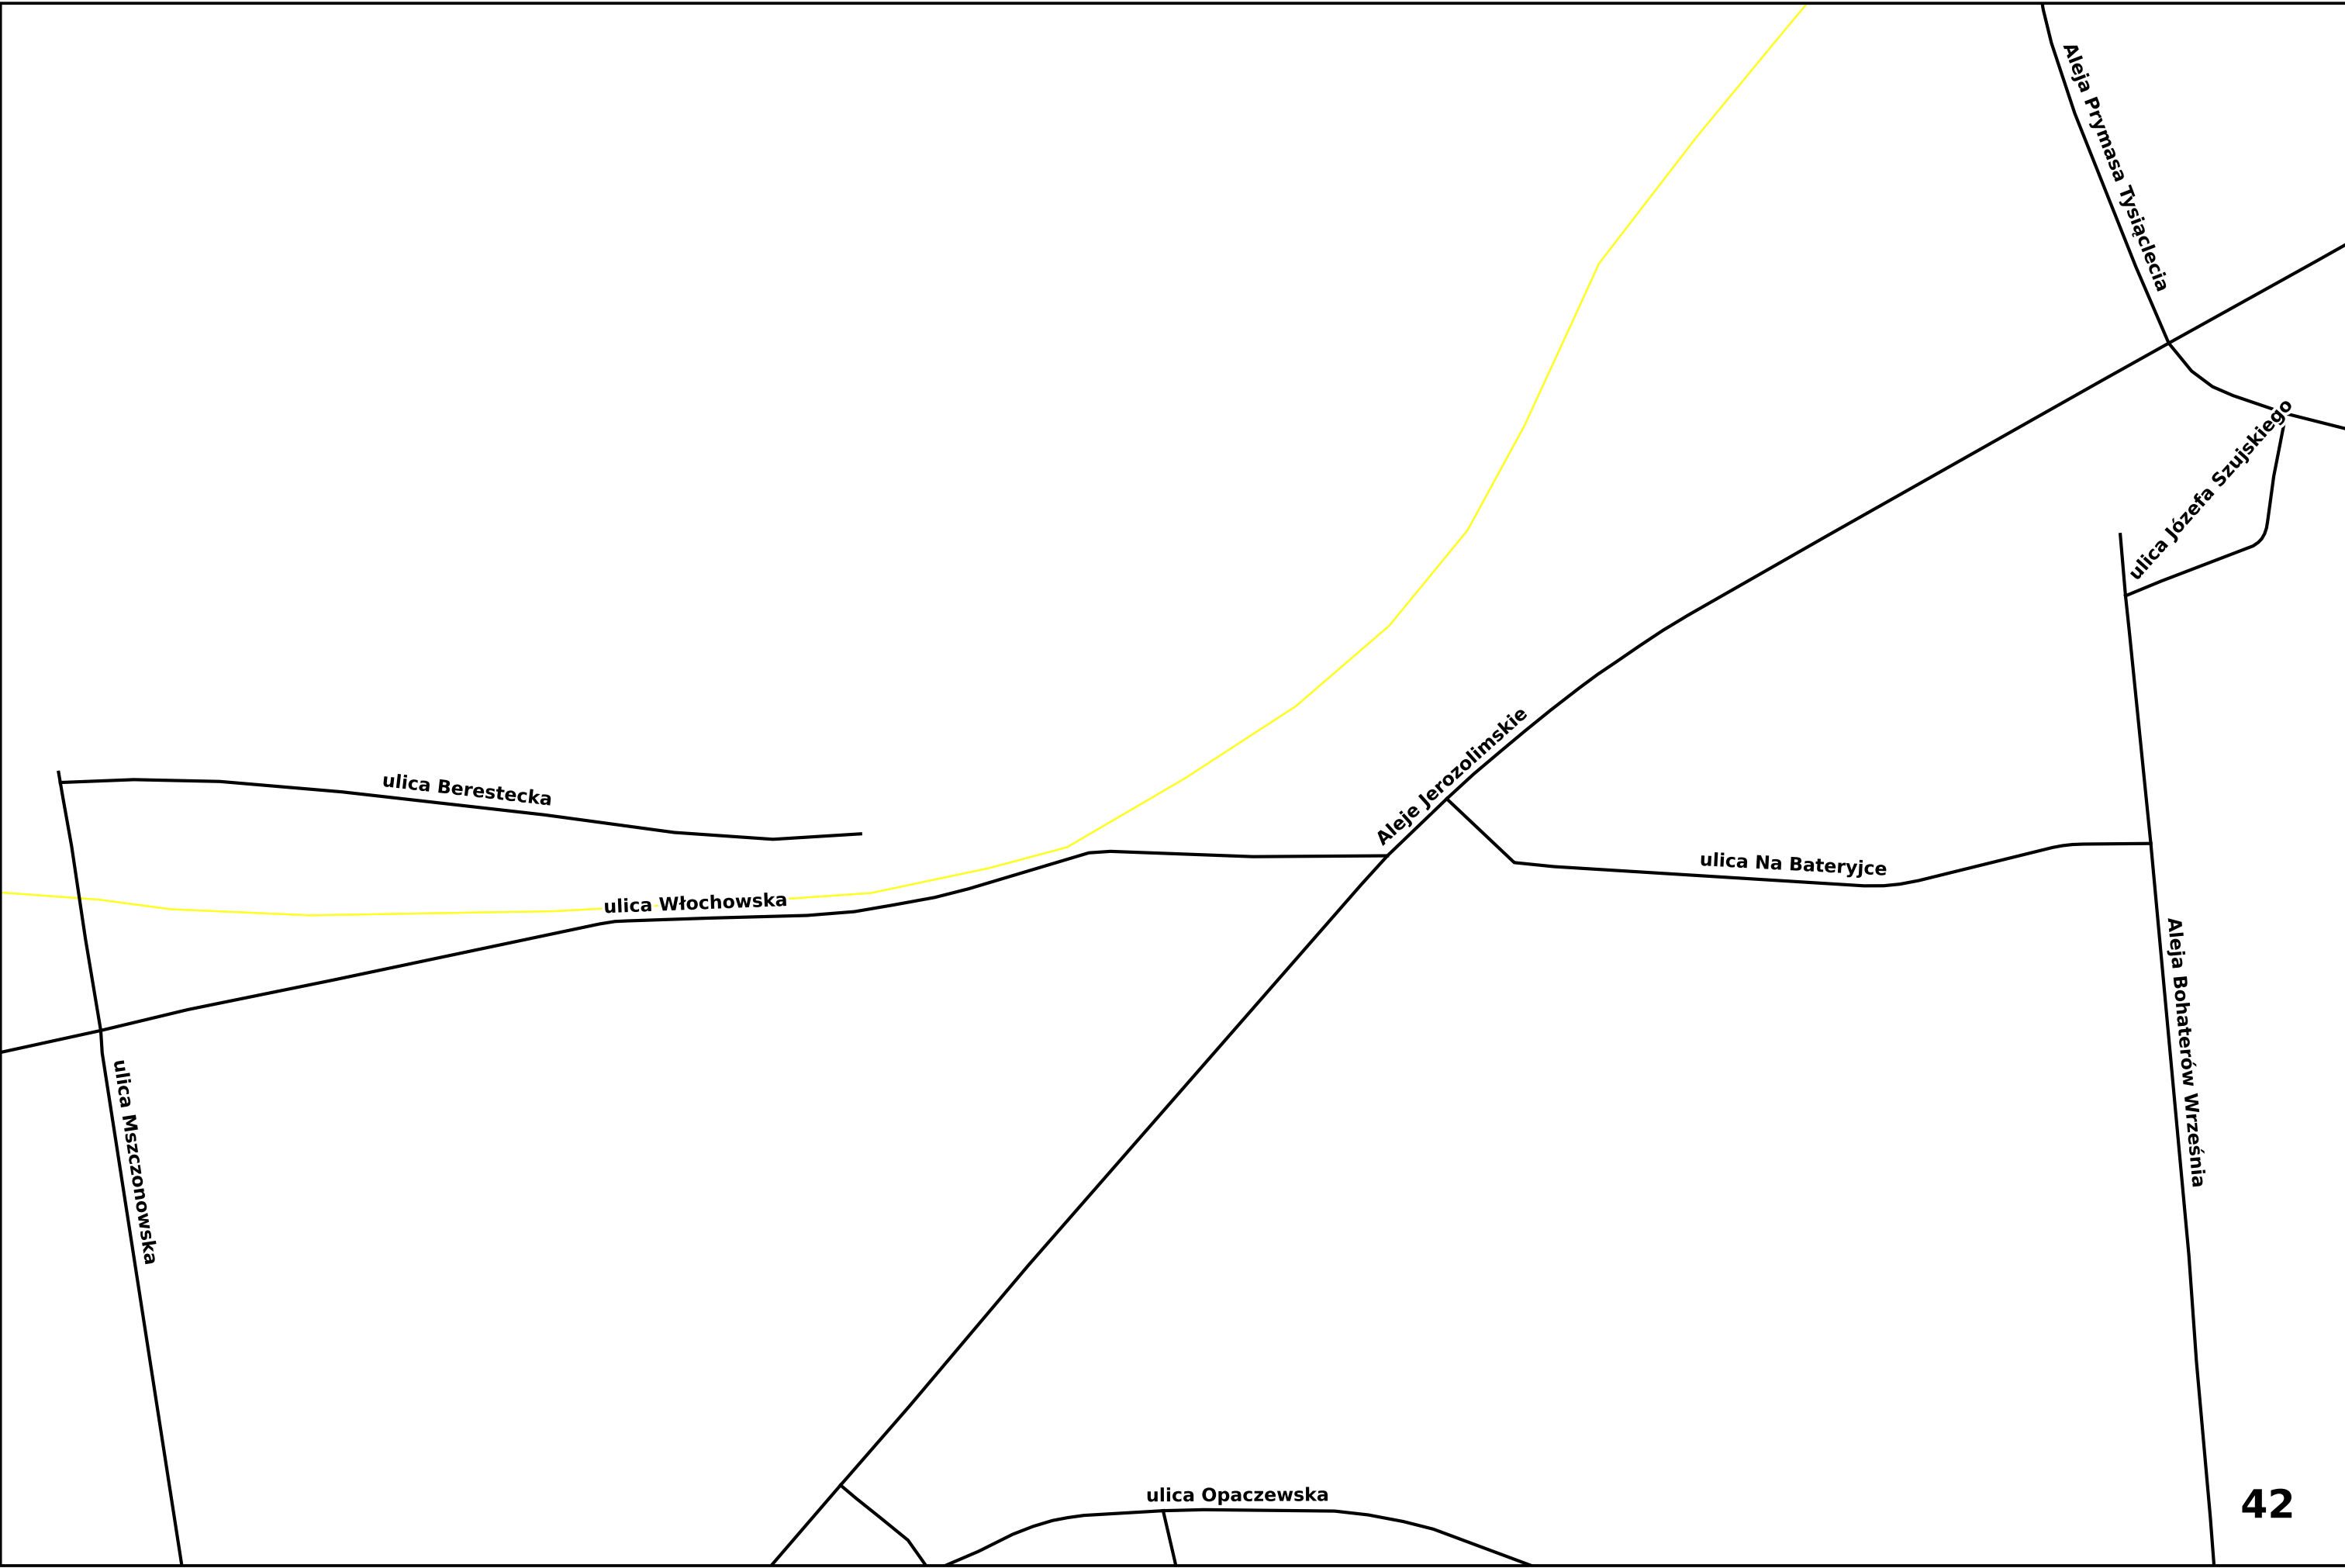 Aleja Prymasa Tysiąclecia
ulica Józefa Szujskiego
Aleje Jerozolimskie
ulica Berestecka
ulica Na Bateryjce
ulica Włochowska
Aleja Bohaterów Września
ulica Mszczonowska
ulica Opaczewska
42